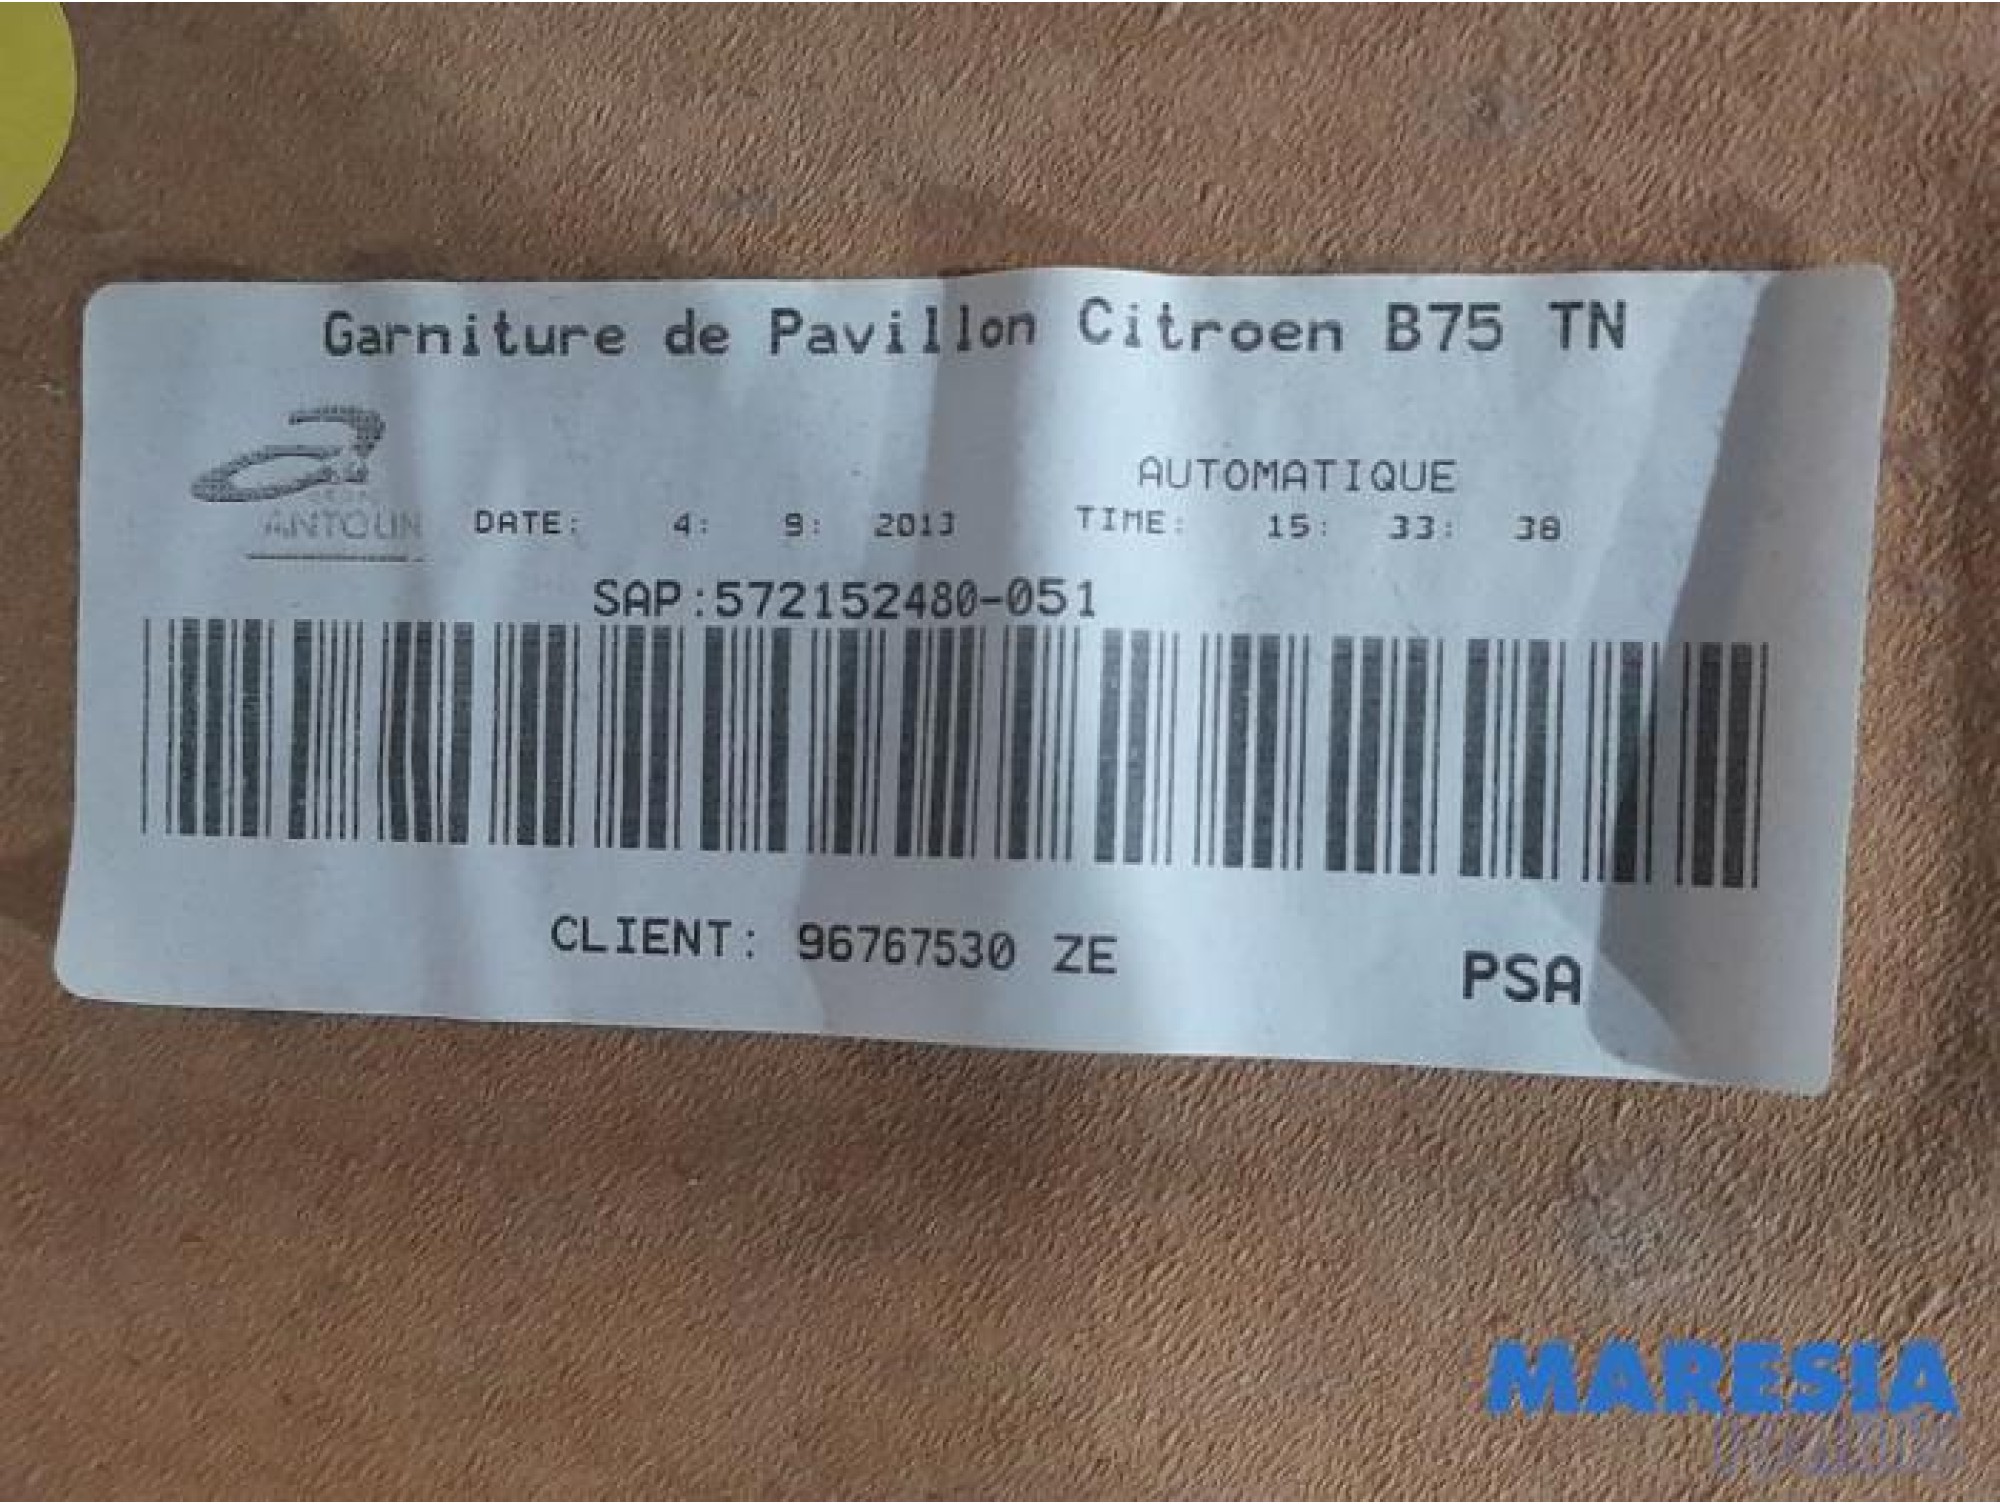 Garniture de Pavillon Citroen B75 TN
AUTOMATIQUE
ANTOLIN DATE: 4: 9: 2013 TIME: 15: 33: 38
SAP:572152480-051
CLIENT: 96767530 ZE
PSA
MARESIA